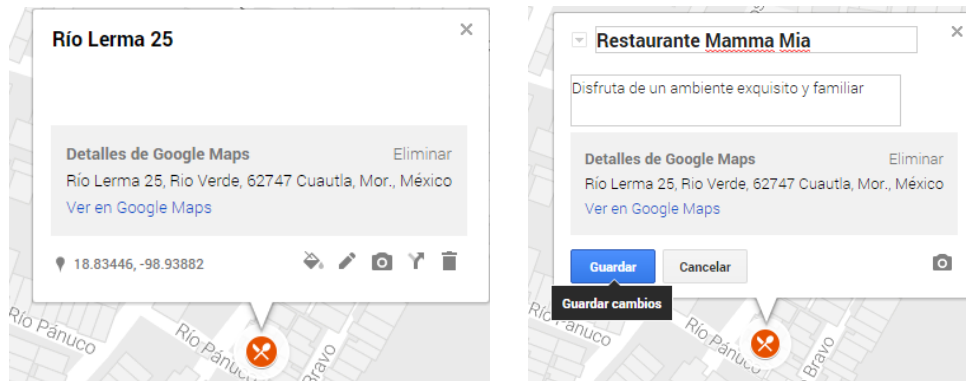 Río Lerma 25
Detalles de Google Maps Eliminar
Río Lerma 25, Rio Verde, 62747 Cuautla, Mor., México
Ver en Google Maps
18.83446, -98.93882
Río Pánuco
Río Pánuco
Bravo
Restaurante Mamma Mia
Disfruta de un ambiente exquisito y familiar
Detalles de Google Maps Eliminar
Río Lerma 25, Rio Verde, 62747 Cuautla, Mor., México
Ver en Google Maps
Guardar Cancelar
Guardar cambios
Río Pánuco
Río Pánuco
Bravo